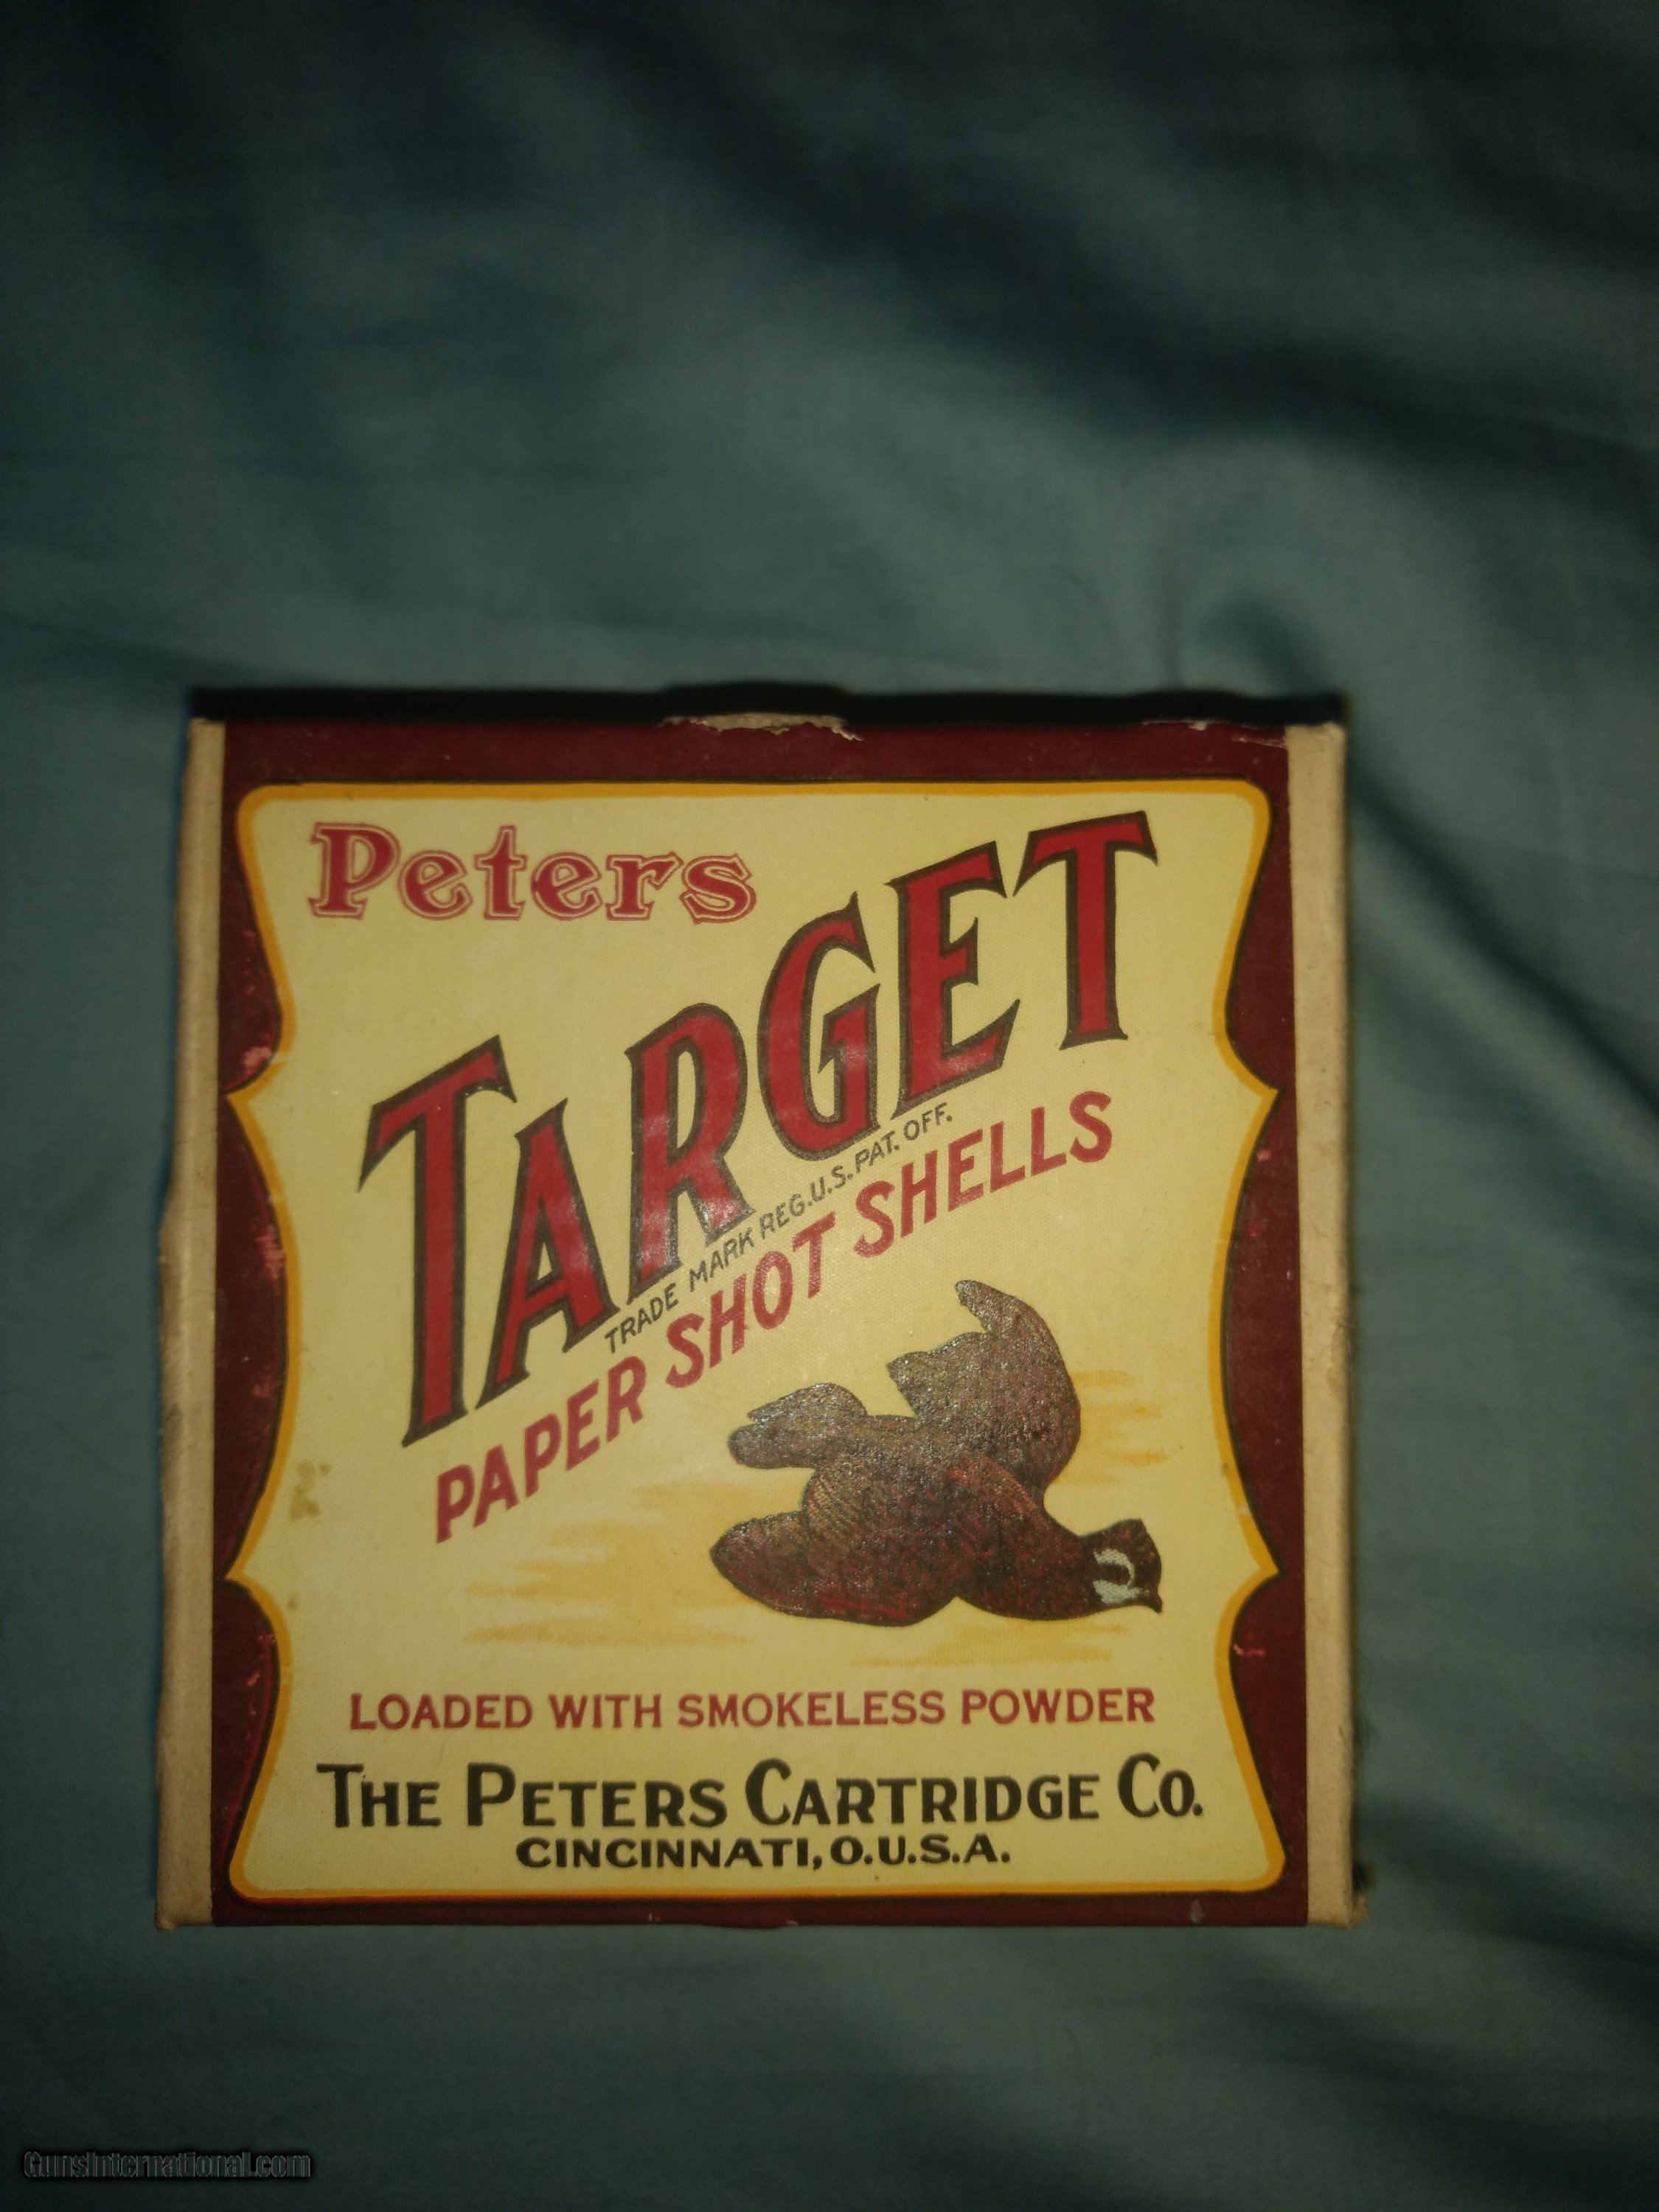 Peters
TARGET
TRADE MARK REG. U.S. PAT. OFF.
PAPER SHOT SHELLS
LOADED WITH SMOKELESS POWDER
THE PETERS CARTRIDGE CO.
CINCINNATI, O. U.S.A.
GunsInternational.com